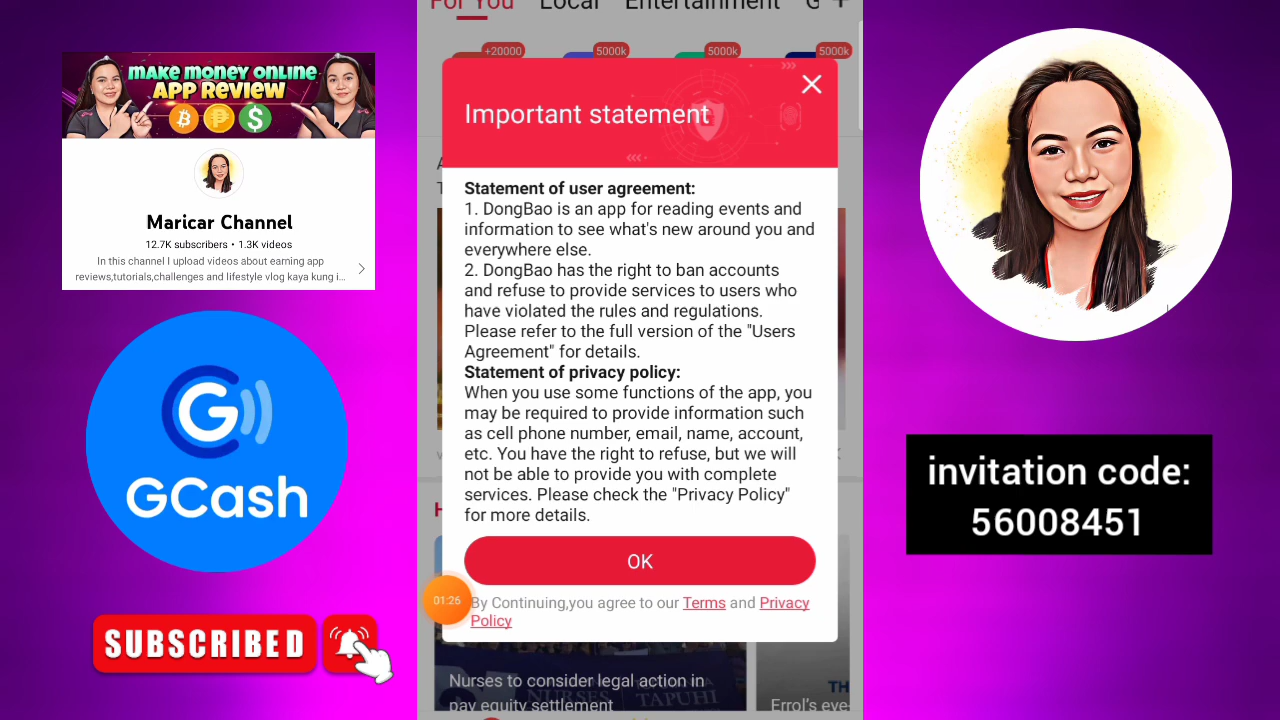 MAKE MONEY ONLINE
APP REVIEW
Maricar Channel
12.7K subscribers • 1.3K videos
In this channel I upload videos about earning app
reviews,tutorials,challenges and lifestyle vlog kaya kung i...
GCash
SUBSCRIBED
For You Local Entertainment
+20000 5000k 5000k 5000k
Important statement
Statement of user agreement:
1. DongBao is an app for reading events and
information to see what's new around you and
everywhere else.
2. DongBao has the right to ban accounts
and refuse to provide services to users who
have violated the rules and regulations.
Please refer to the full version of the "Users
Agreement" for details.
Statement of privacy policy:
When you use some functions of the app, you
may be required to provide information such
as cell phone number, email, name, account,
etc. You have the right to refuse, but we will
not be able to provide you with complete
services. Please check the "Privacy Policy"
for more details.
OK
01:26
By Continuing,you agree to our Terms and Privacy
Policy
Nurses to consider legal action in
pay equity settlement
NURSES TAPUHI
TH
Errol's eye-
invitation code:
56008451